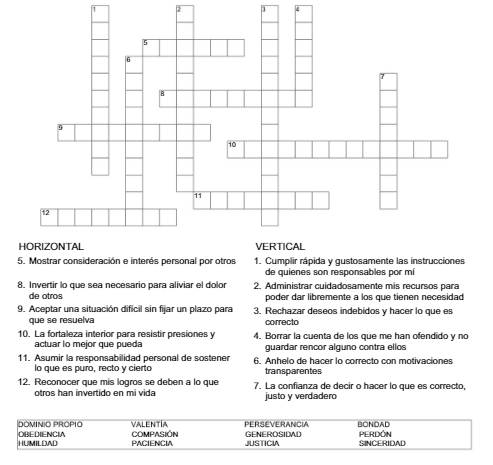 1
2
3
4
5
6
7
8
9
10
11
12
HORIZONTAL
5. Mostrar consideración e interés personal por otros
8. Invertir lo que sea necesario para aliviar el dolor
de otros
9. Aceptar una situación difícil sin fijar un plazo para
que se resuelva
10. La fortaleza interior para resistir presiones y
actuar lo mejor que pueda
11. Asumir la responsabilidad personal de sostener
lo que es puro, recto y cierto
12. Reconocer que mis logros se deben a lo que
otros han invertido en mi vida
VERTICAL
1. Cumplir rápida y gustosamente las instrucciones
de quienes son responsables por mí
2. Administrar cuidadosamente mis recursos para
poder dar libremente a los que tienen necesidad
3. Rechazar deseos indebidos y hacer lo que es
correcto
4. Borrar la cuenta de los que me han ofendido y no
guardar rencor alguno contra ellos
6. Anhelo de hacer lo correcto con motivaciones
transparentes
7. La confianza de decir o hacer lo que es correcto,
justo y verdadero
DOMINIO PROPIO VALENTÍA PERSEVERANCIA BONDAD
OBEDIENCIA COMPASIÓN GENEROSIDAD PERDÓN
HUMILDAD PACIENCIA JUSTICIA SINCERIDAD